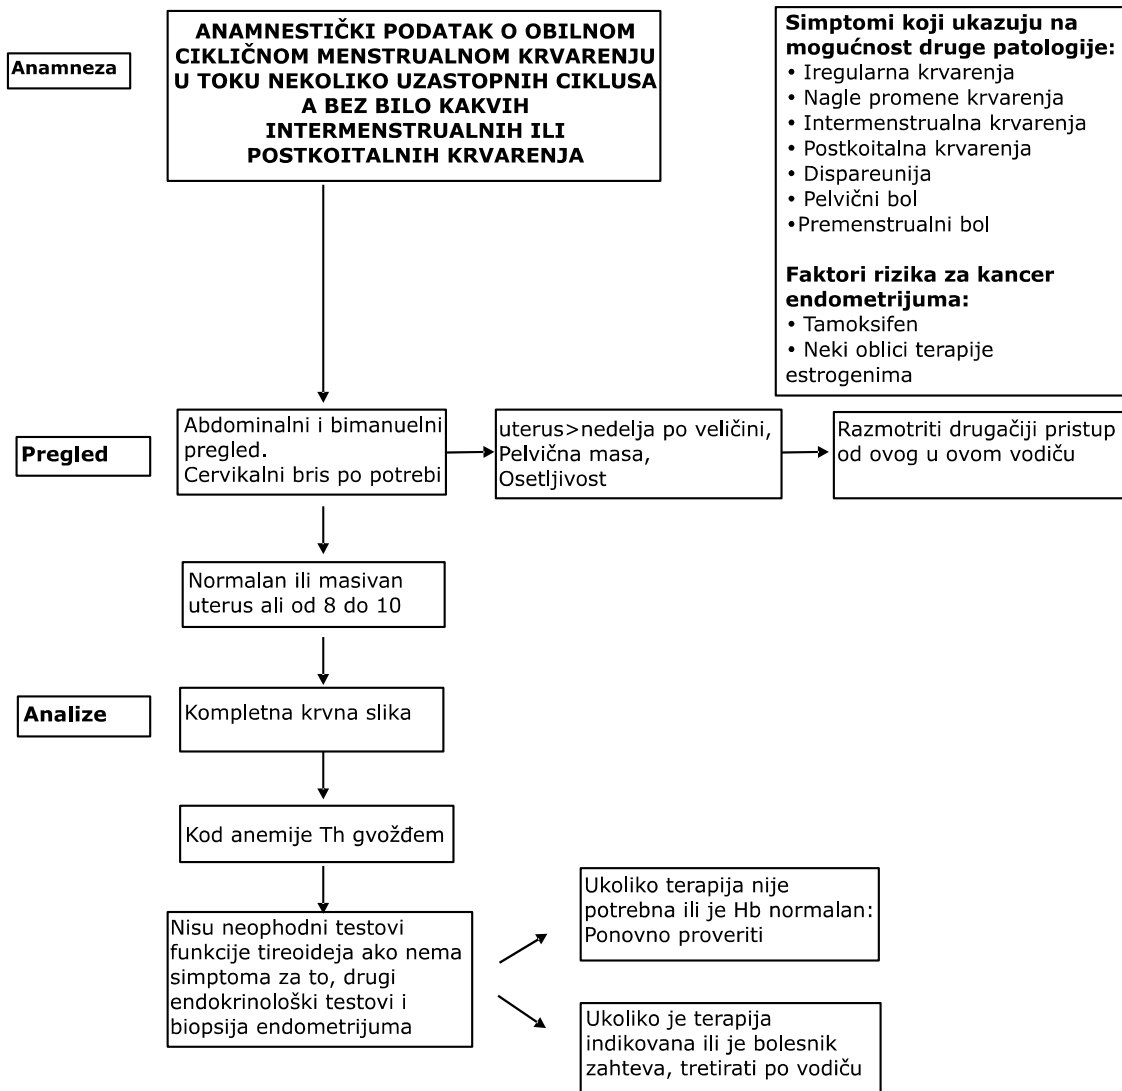 Anamneza
ANAMNESTIČKI PODATAK O OBILNOM
CIKLIČNOM MENSTRUALNOM KRVARENJU
U TOKU NEKOLIKO UZASTOPNIH CIKLUSA
A BEZ BILO KAKVIH
INTERMENSTRUALNIH ILI
POSTKOITALNIH KRVARENJA
Simptomi koji ukazuju na
mogućnost druge patologije:
• Iregularna krvarenja
• Nagle promene krvarenja
• Intermenstrualna krvarenja
• Postkoitalna krvarenja
• Dispareunija
• Pelvični bol
•Premenstrualni bol
Faktori rizika za kancer
endometrijuma:
• Tamoksifen
• Neki oblici terapije
estrogenima
Pregled
Abdominalni i bimanuelni
pregled.
Cervikalni bris po potrebi
uterus>nedelja po veličini,
Pelvična masa,
Osetljivost
Razmotriti drugačiji pristup
od ovog u ovom vodiču
Normalan ili masivan
uterus ali od 8 do 10
Analize
Kompletna krvna slika
Kod anemije Th gvožđem
Nisu neophodni testovi
funkcije tireoideja ako nema
simptoma za to, drugi
endokrinološki testovi i
biopsija endometrijuma
Ukoliko terapija nije
potrebna ili je Hb normalan:
Ponovno proveriti
Ukoliko je terapija
indikovana ili je bolesnik
zahteva, tretirati po vodiču